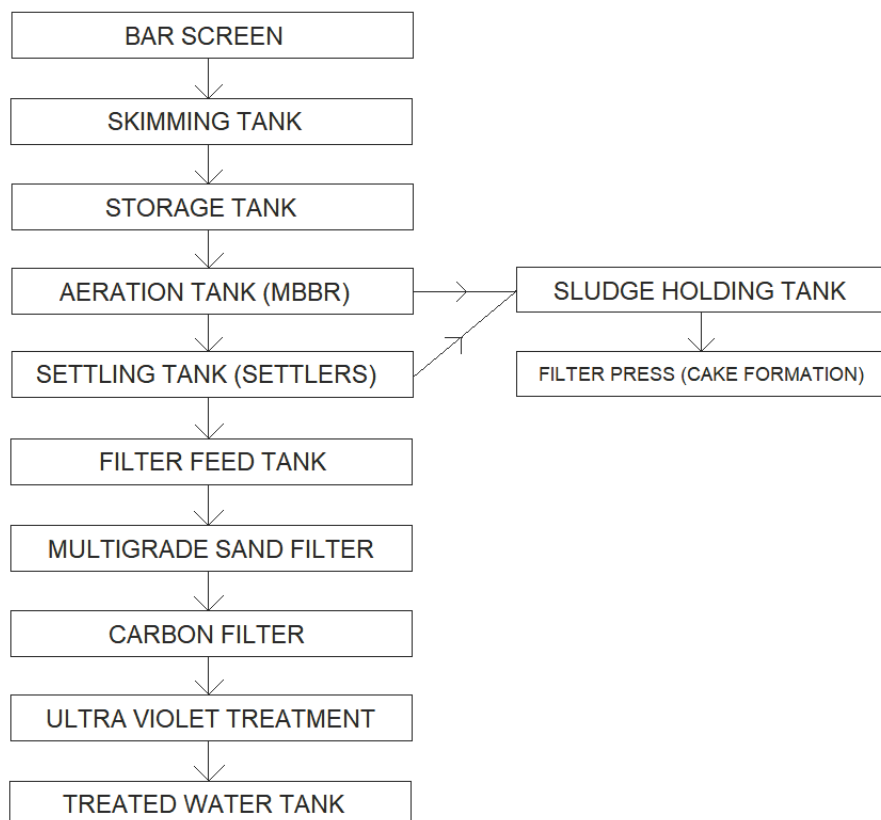 BAR SCREEN
SKIMMING TANK
STORAGE TANK
AERATION TANK (MBBR)
SLUDGE HOLDING TANK
SETTLING TANK (SETTLERS)
FILTER PRESS (CAKE FORMATION)
FILTER FEED TANK
MULTIGRADE SAND FILTER
CARBON FILTER
ULTRA VIOLET TREATMENT
TREATED WATER TANK